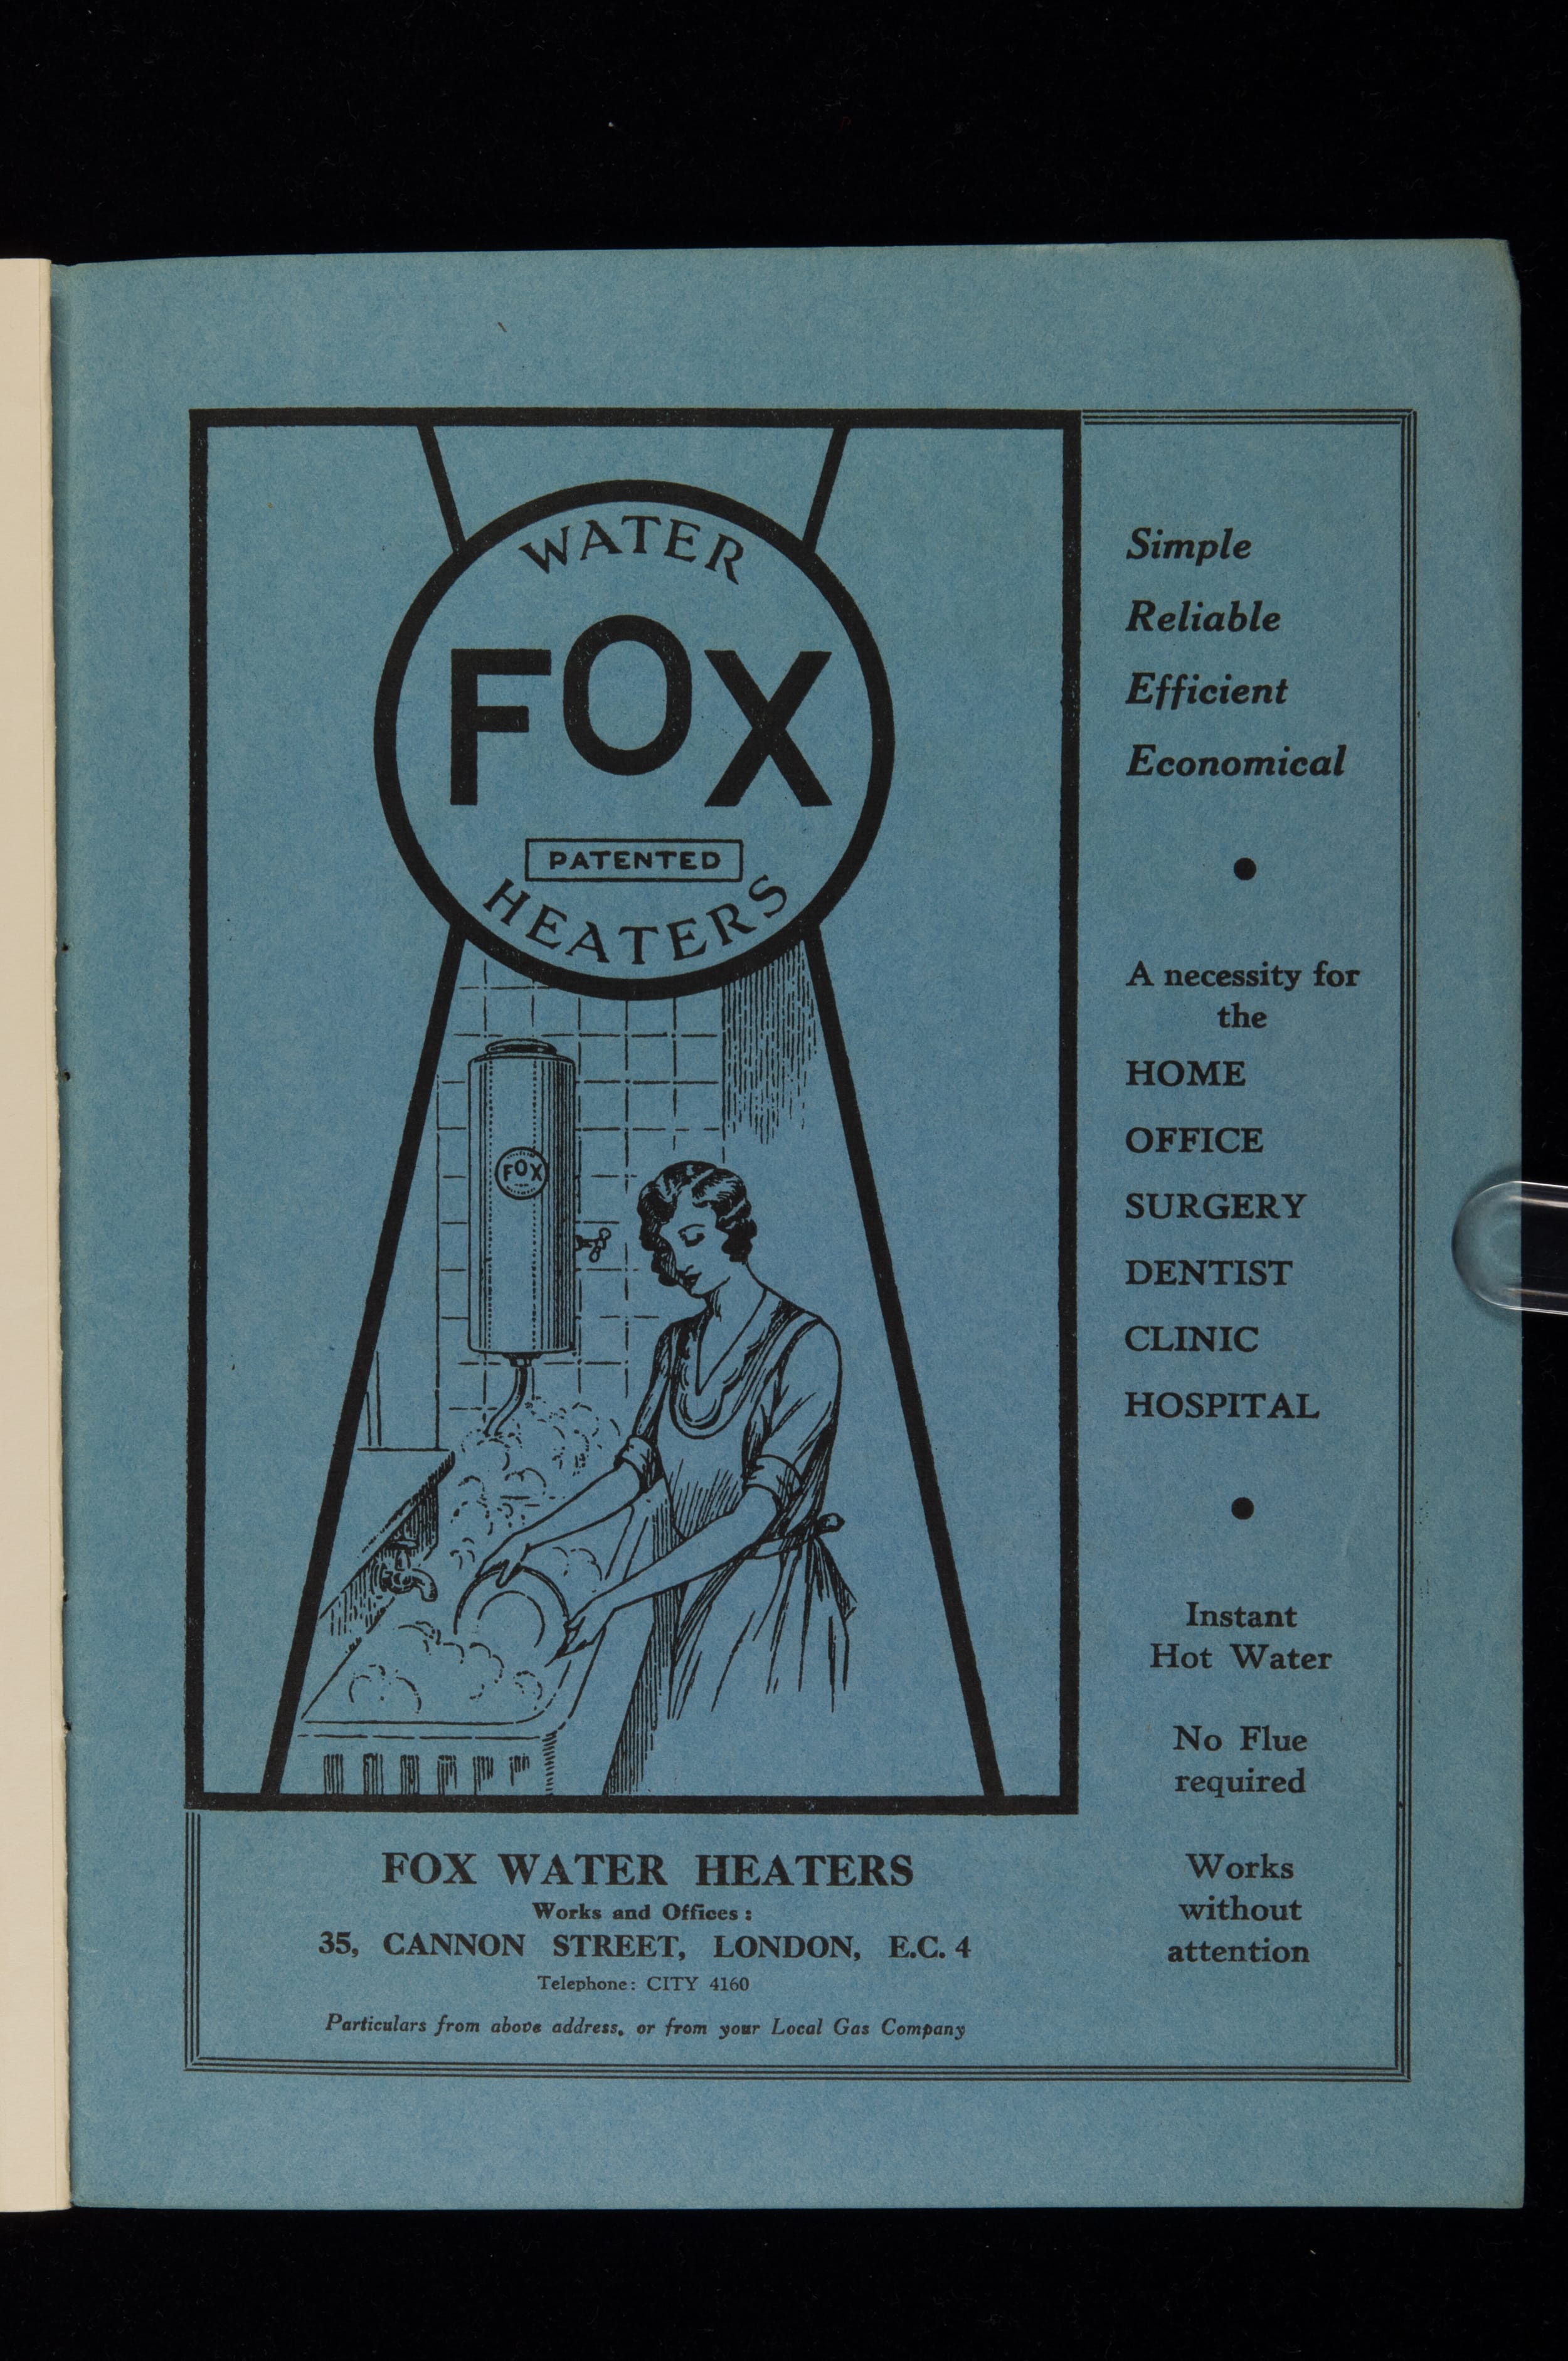 WATER
FOX
PATENTED
HEATERS
FOX
Simple
Reliable
Efficient
Economical
A necessity for
the
HOME
OFFICE
SURGERY
DENTIST
CLINIC
HOSPITAL
Instant
Hot Water
No Flue
required
Works
without
attention
FOX WATER HEATERS
Works and Offices:
35, CANNON STREET, LONDON, E.C. 4
Telephone: CITY 4160
Particulars from above address, or from your Local Gas Company